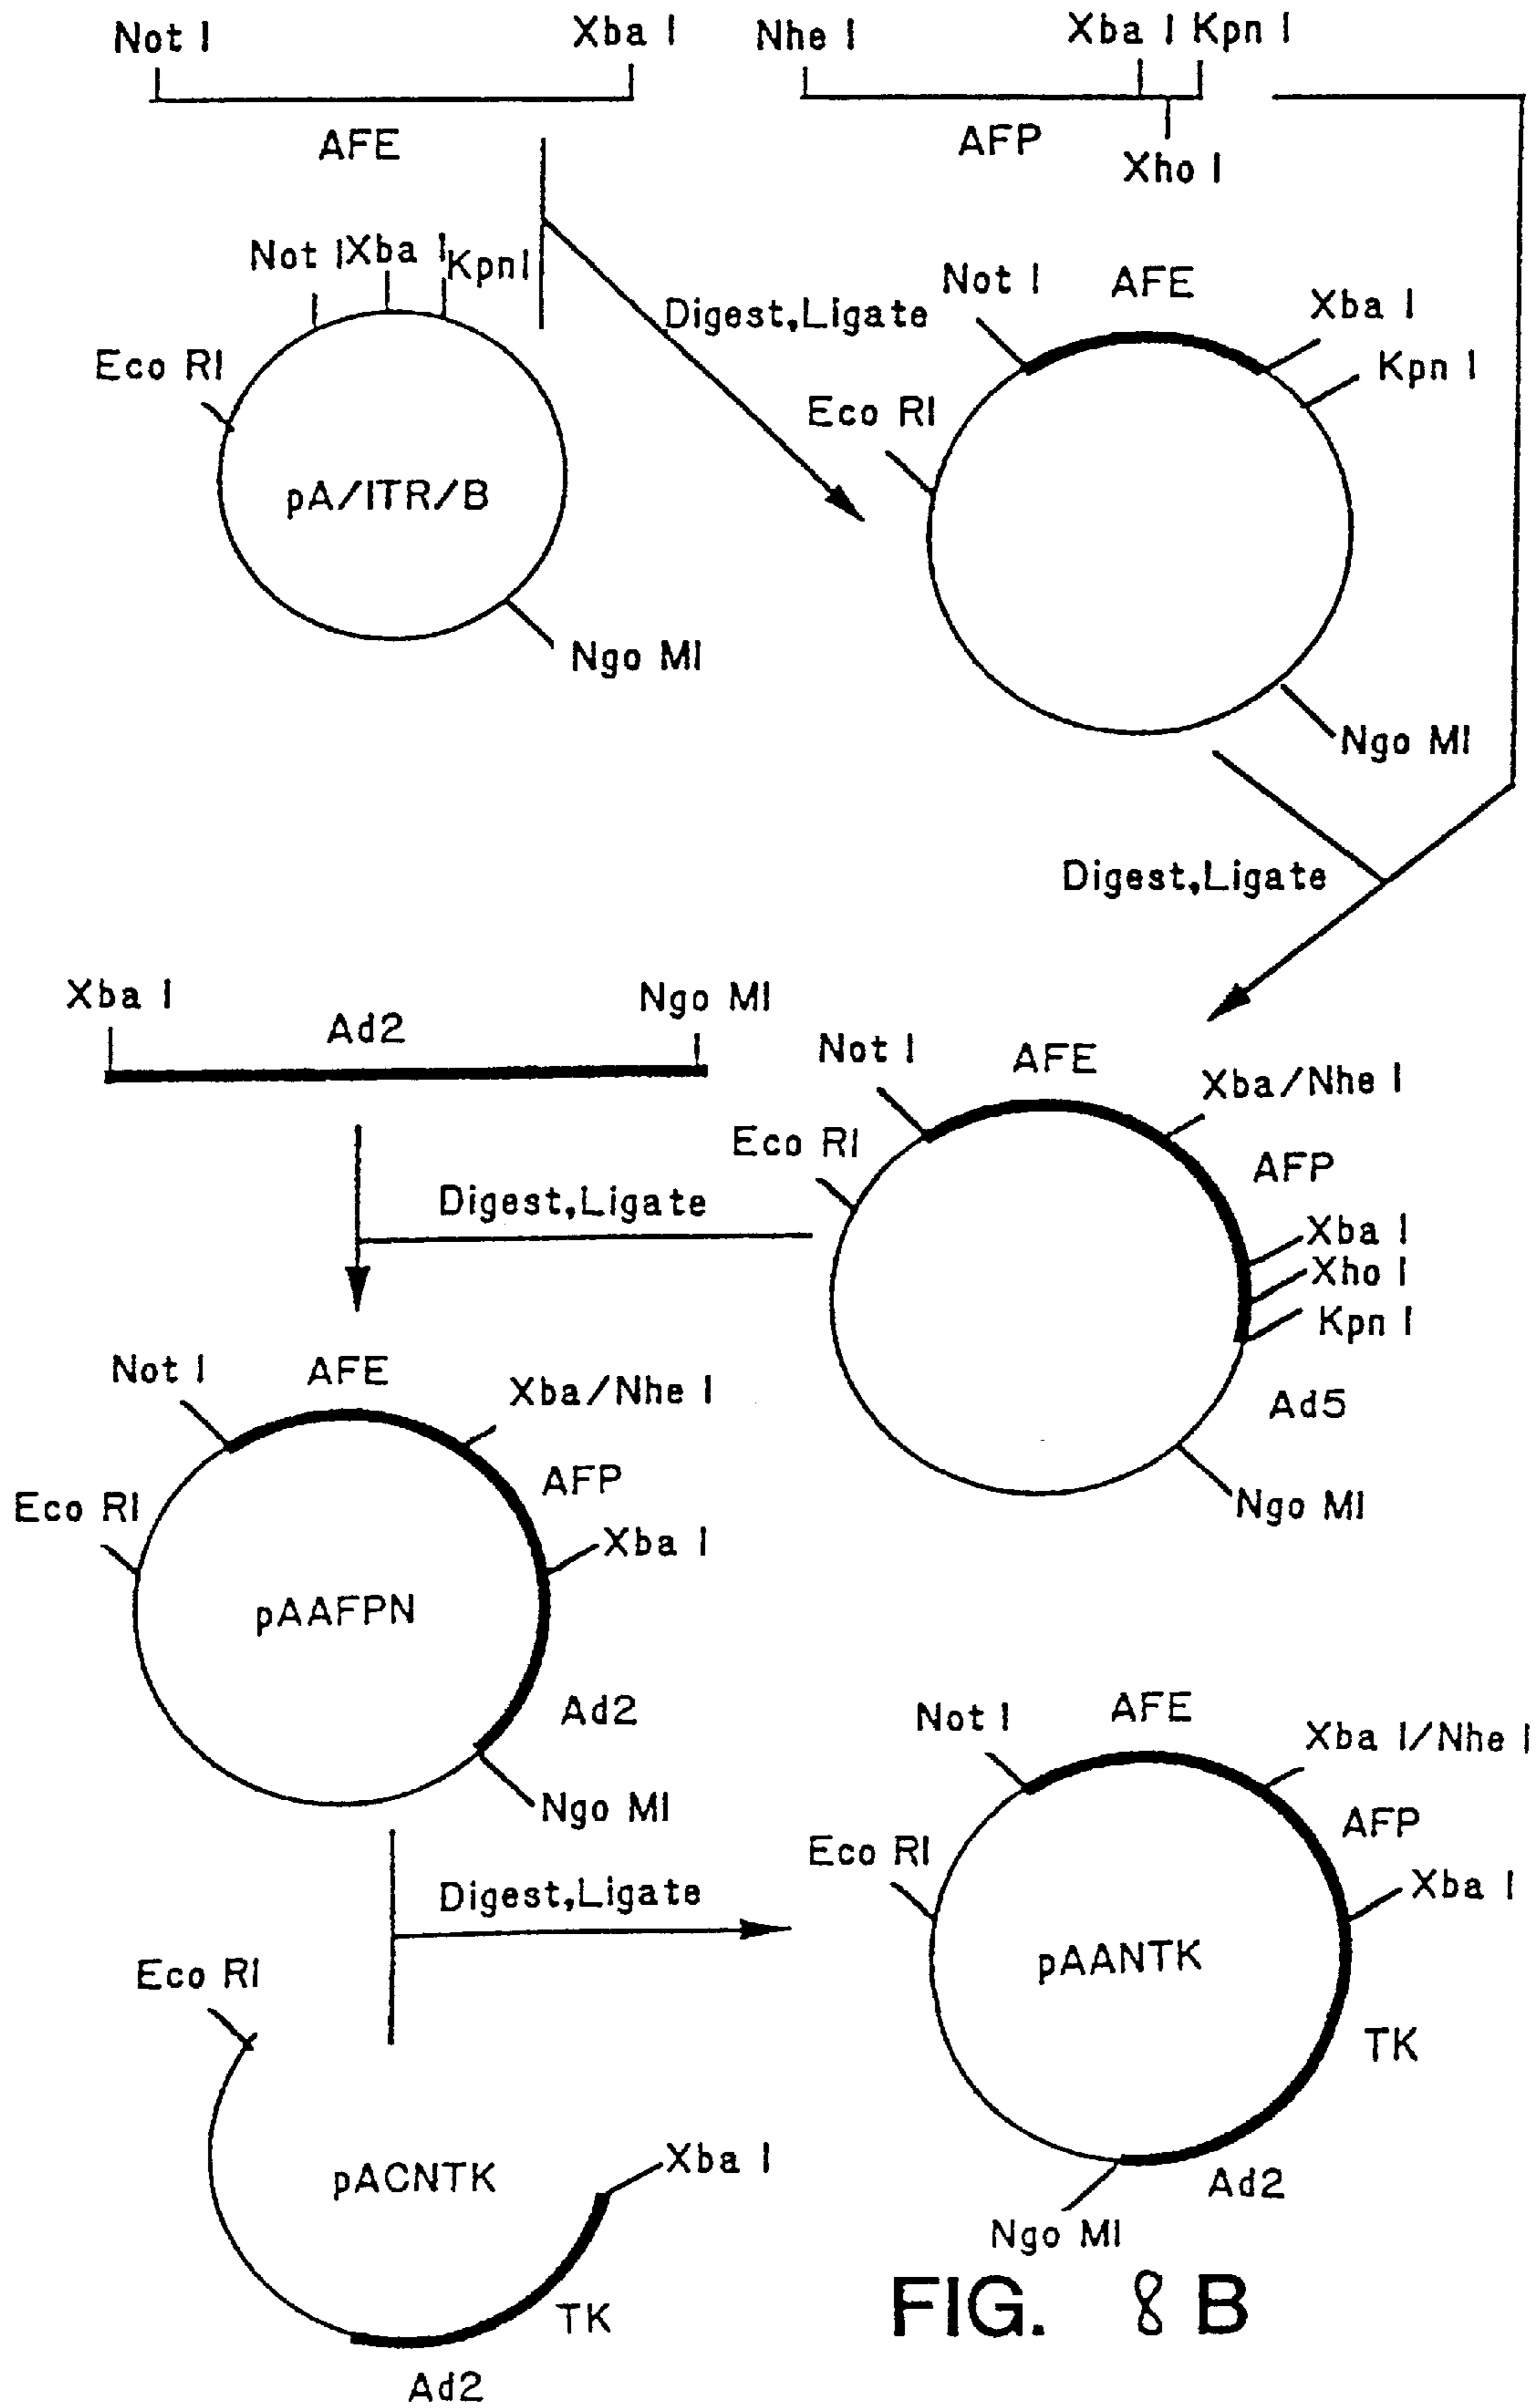 Not I
Xba I
Nhe I
Xba I Kpn I
AFE
AFP
Xho I
Not I Xba I Kpn I
Eco RI
pA/ITR/B
Ngo MI
Digest,Ligate
Not I
AFE
Xba I
Kpn I
Eco RI
Ngo MI
Digest,Ligate
Xba I
Ad2
Ngo MI
Not I
AFE
Xba/Nhe I
Eco RI
AFP
Digest,Ligate
Xba I
Xho I
Kpn I
Ad5
Ngo MI
Not I
AFE
Xba/Nhe I
AFP
Eco RI
Xba I
pAAFPN
Ad2
Ngo MI
Digest,Ligate
Eco RI
pACNTK
Xba I
TK
Ad2
Not I
AFE
Xba I/Nhe I
AFP
Eco RI
Xba I
pAANTK
TK
Ad2
Ngo MI
FIG. 8 B